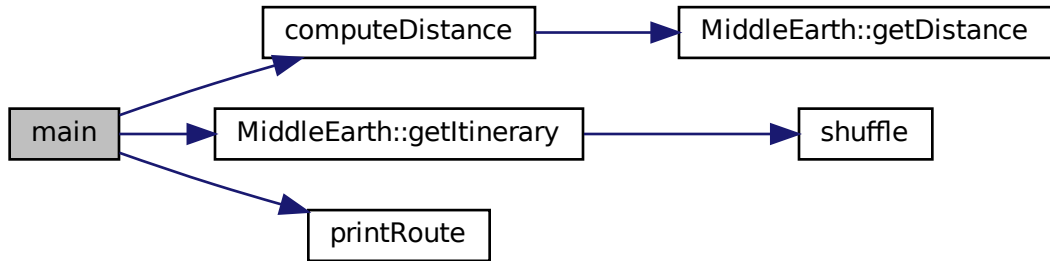 computeDistance
MiddleEarth::getDistance
main
MiddleEarth::getItinerary
shuffle
printRoute